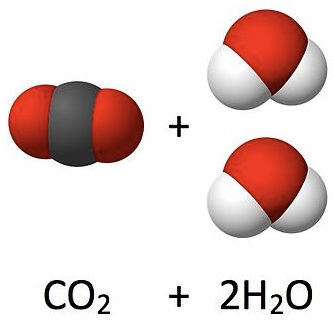 +
CO₂ + 2H₂O